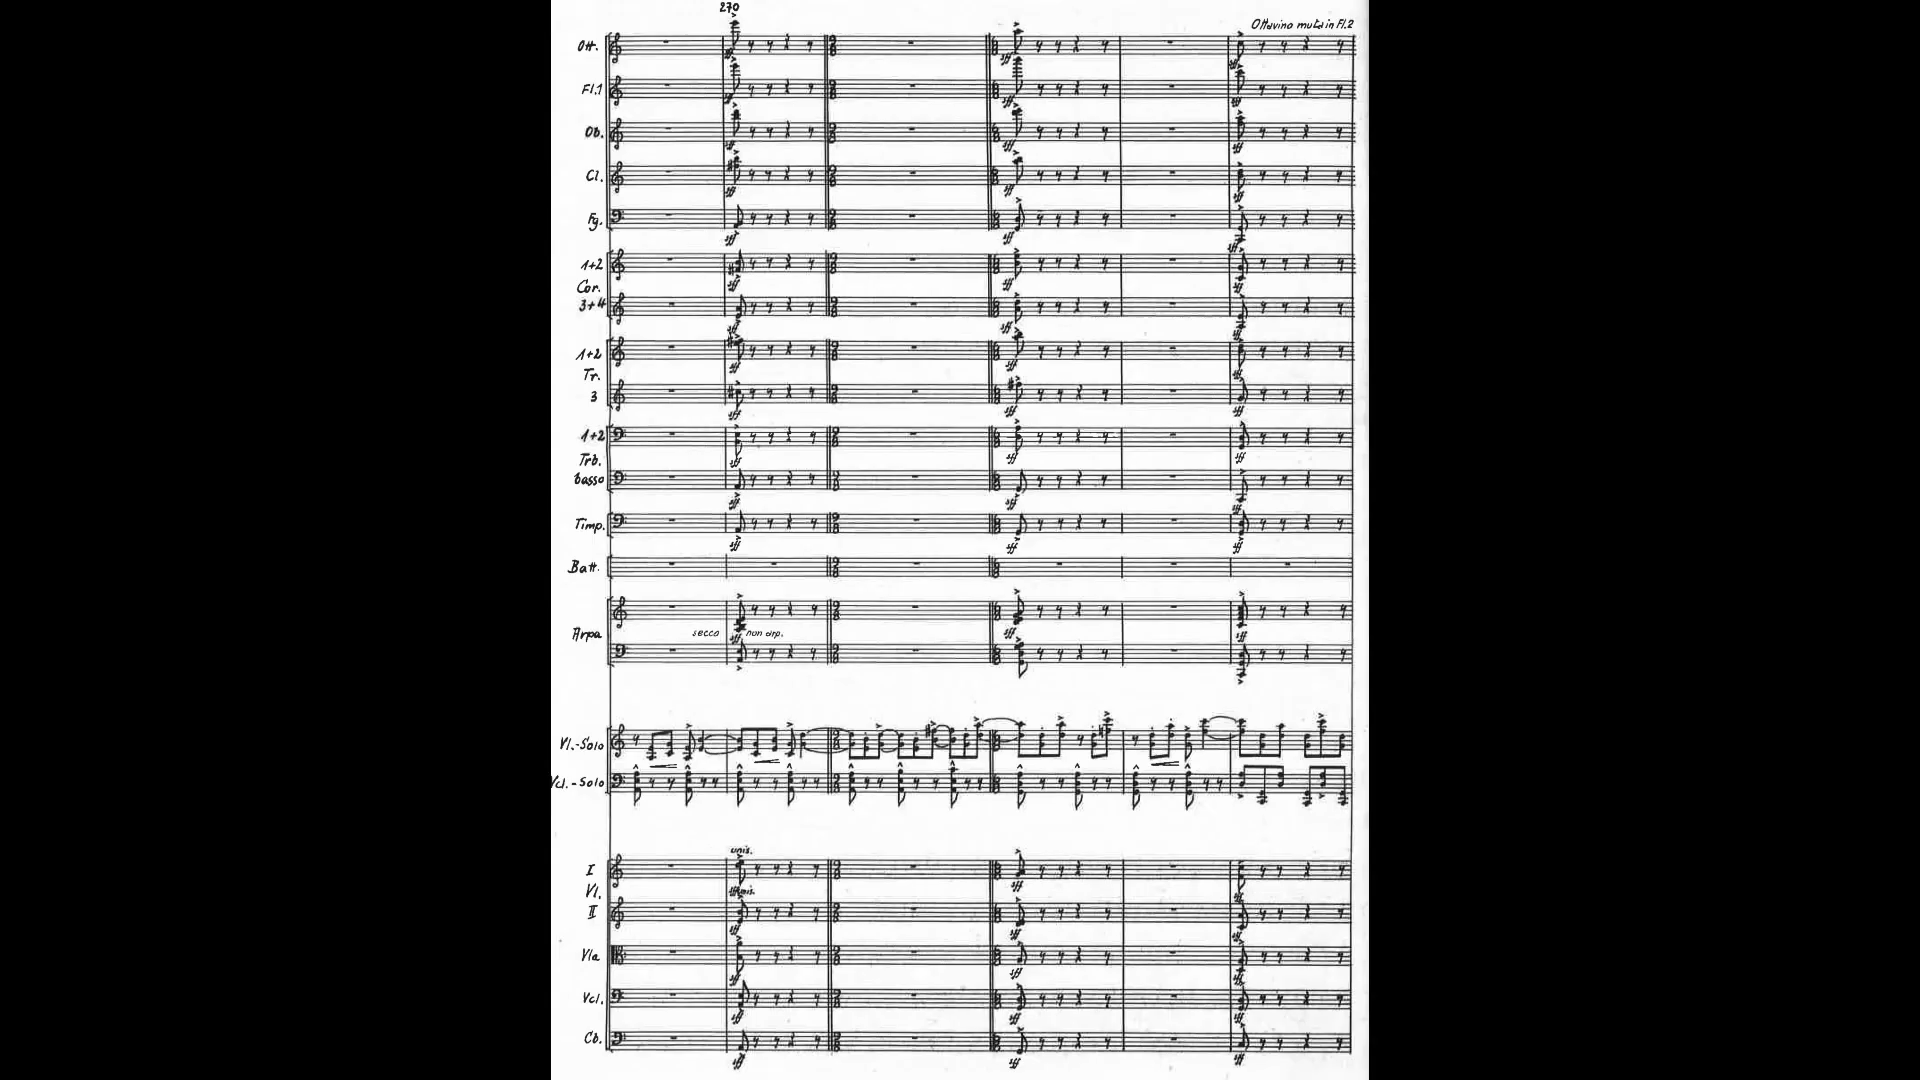 270
Ottavino muta in Fl.2
Ott.
Fl.1
Ob.
Cl.
Fg.
1+2
Cor.
3+4
1+2
Tr.
3
1+2
Trb.
basso
Timp.
Batt.
Arpa
secco sff non arp.
Vl.-Solo
Vcl.-Solo
unis.
I
Vl.
unis.
II
Vla
Vcl.
Cb.